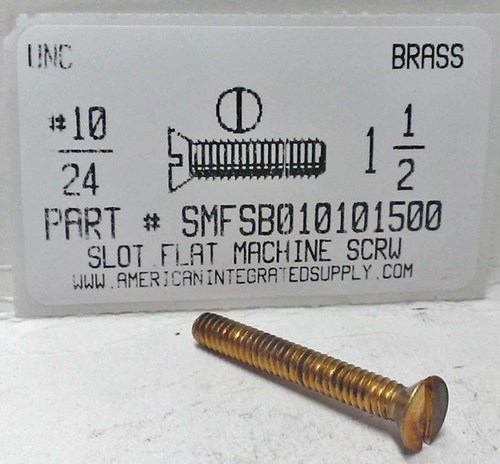 UNC BRASS
#10
24
1 1/2
PART # SMFSB010101500
SLOT FLAT MACHINE SCRW
WWW.AMERICANINTEGRATEDSUPPLY.COM